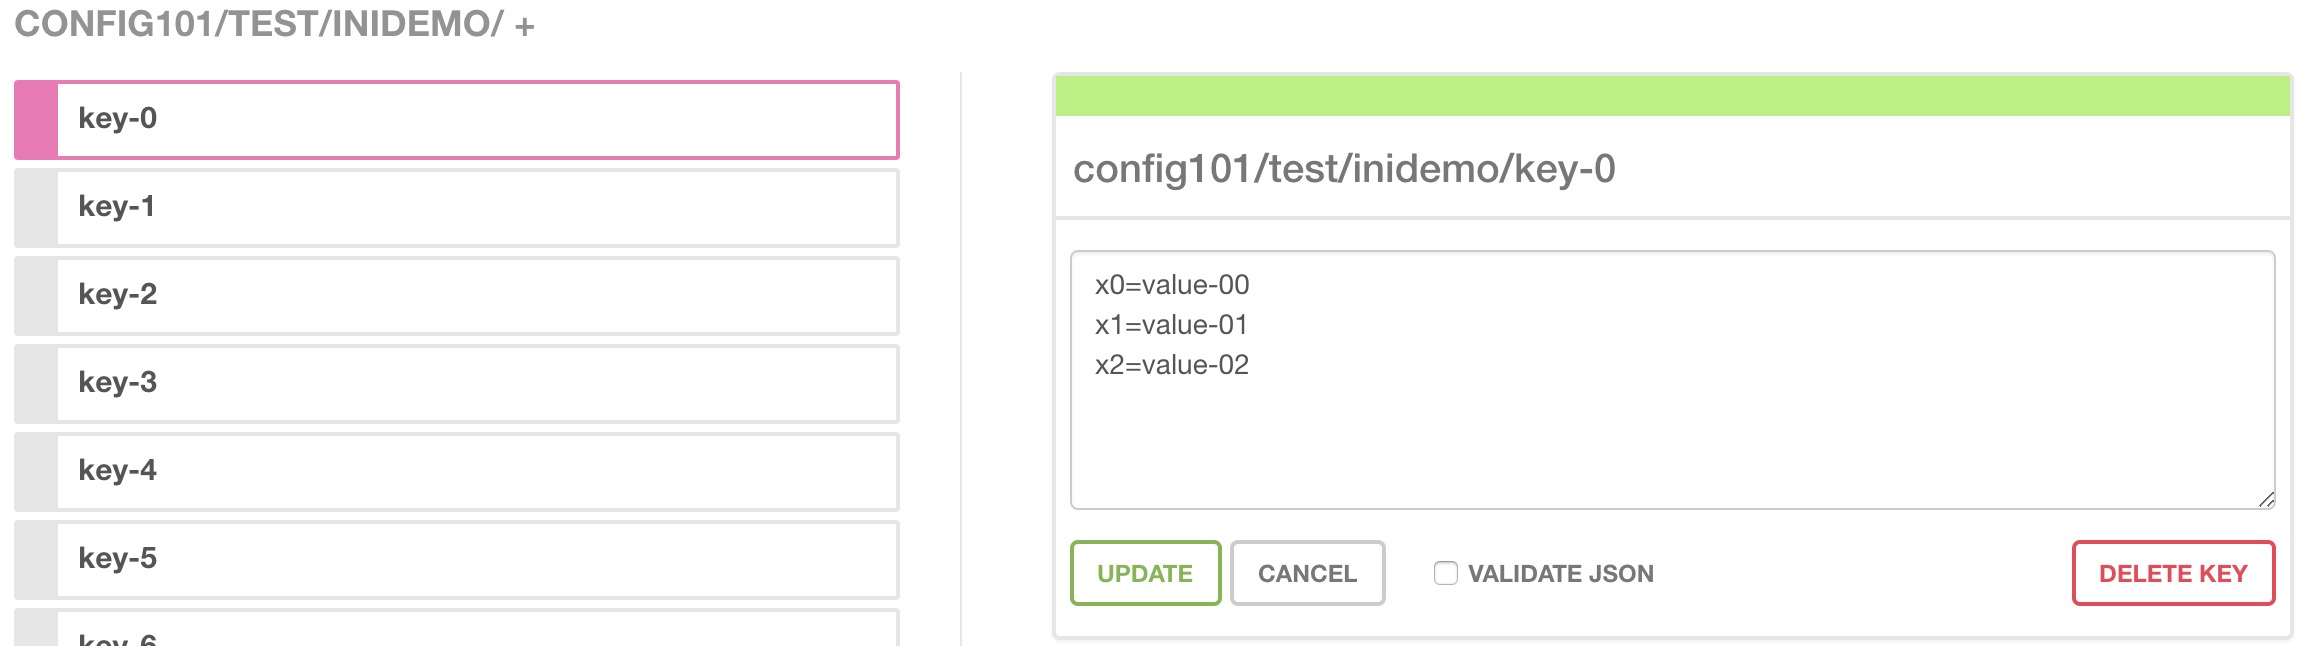 CONFIG101/TEST/INIDEMO/ +
key-0
key-1
key-2
key-3
key-4
key-5
key-6
config101/test/inidemo/key-0
x0=value-00
x1=value-01
x2=value-02
UPDATE
CANCEL
VALIDATE JSON
DELETE KEY